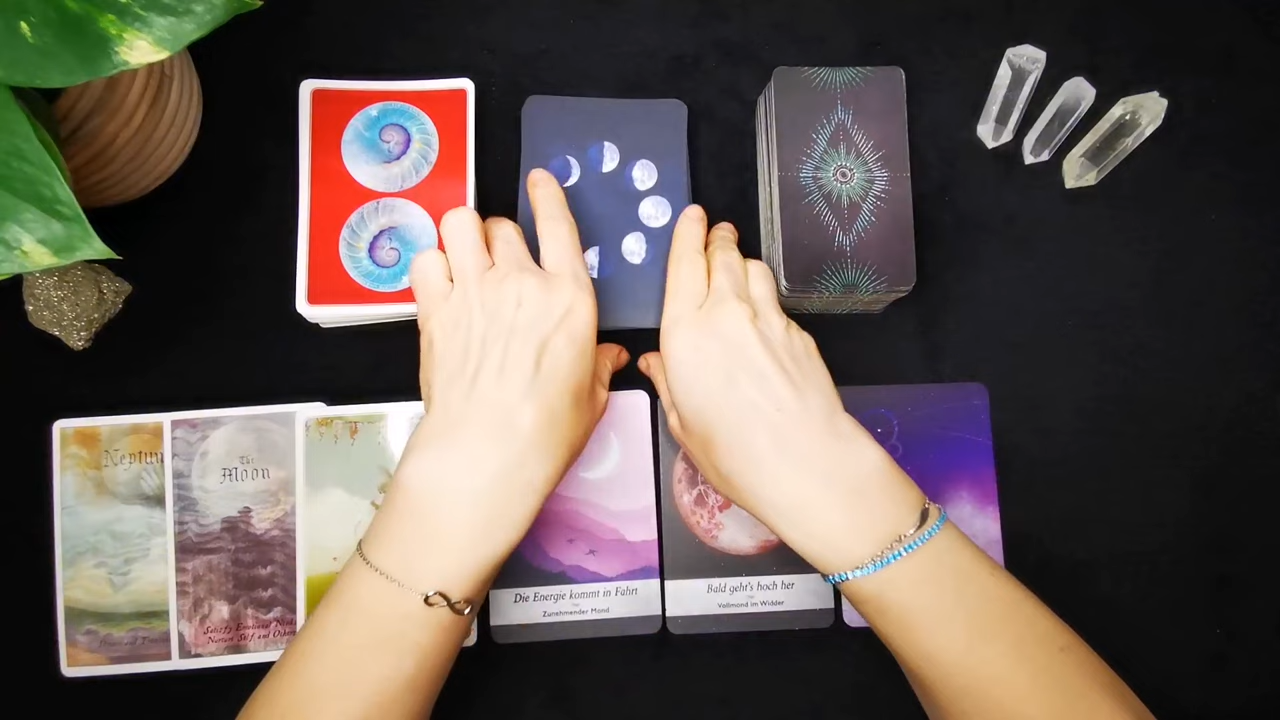 Neptun
The
Moon
Satisfy Emotional Need
Nurture Self and Others
Die Energie kommt in Fahrt
Zunehmender Mond
Bald geht's hoch her
Vollmond im Widder